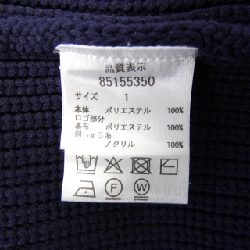 品質表示
85155350
サイズ 1
本体 ポリエステル 100%
ロゴ部分
番号 ポリエステル 100%
刺しゅう糸
アクリル 100%
P
F
W